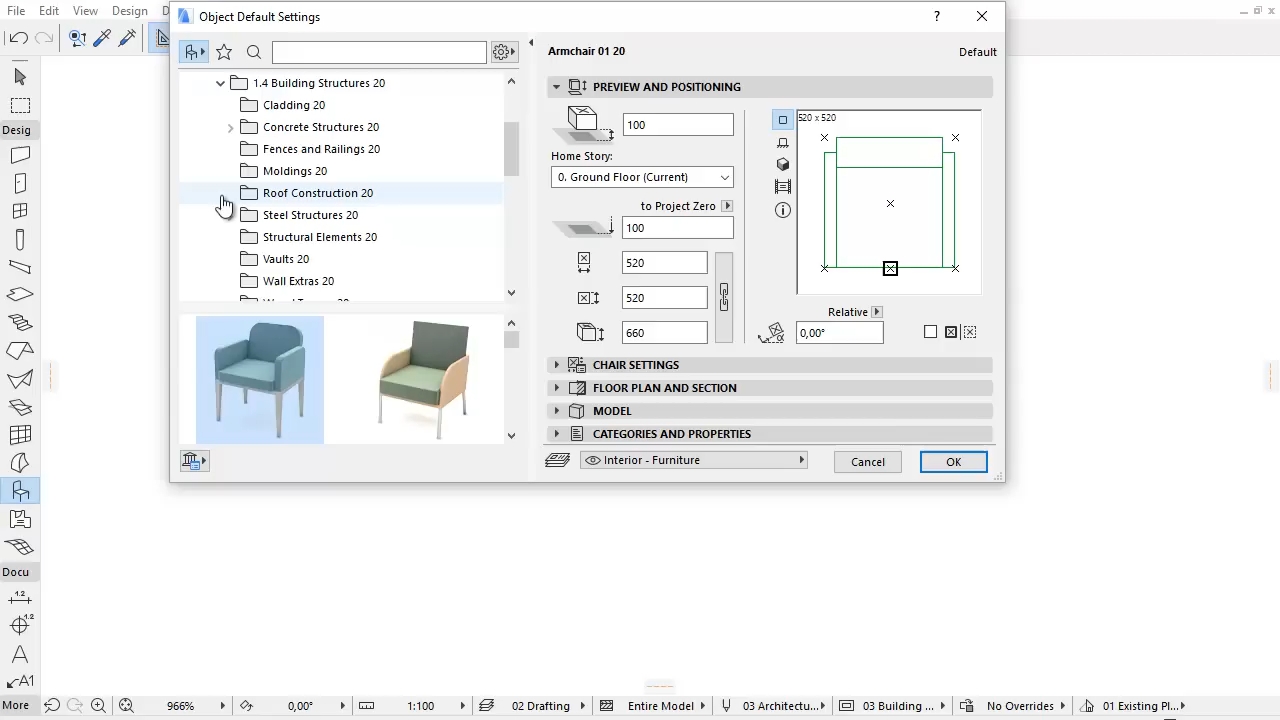 File Edit View Design D
Object Default Settings
?
Armchair 01 20
Default
1.4 Building Structures 20
Cladding 20
Concrete Structures 20
Fences and Railings 20
Moldings 20
Roof Construction 20
Steel Structures 20
Structural Elements 20
Vaults 20
Wall Extras 20
PREVIEW AND POSITIONING
100
Home Story:
0. Ground Floor (Current)
to Project Zero
100
520
520
660
520 x 520
Relative
0,00°
CHAIR SETTINGS
FLOOR PLAN AND SECTION
MODEL
CATEGORIES AND PROPERTIES
Interior - Furniture
Cancel
OK
Desig
Docu
1.2
1.2
A
A1
More
966%
0,00°
1:100
02 Drafting
Entire Model
03 Architectu...
03 Building ...
No Overrides
01 Existing Pl...